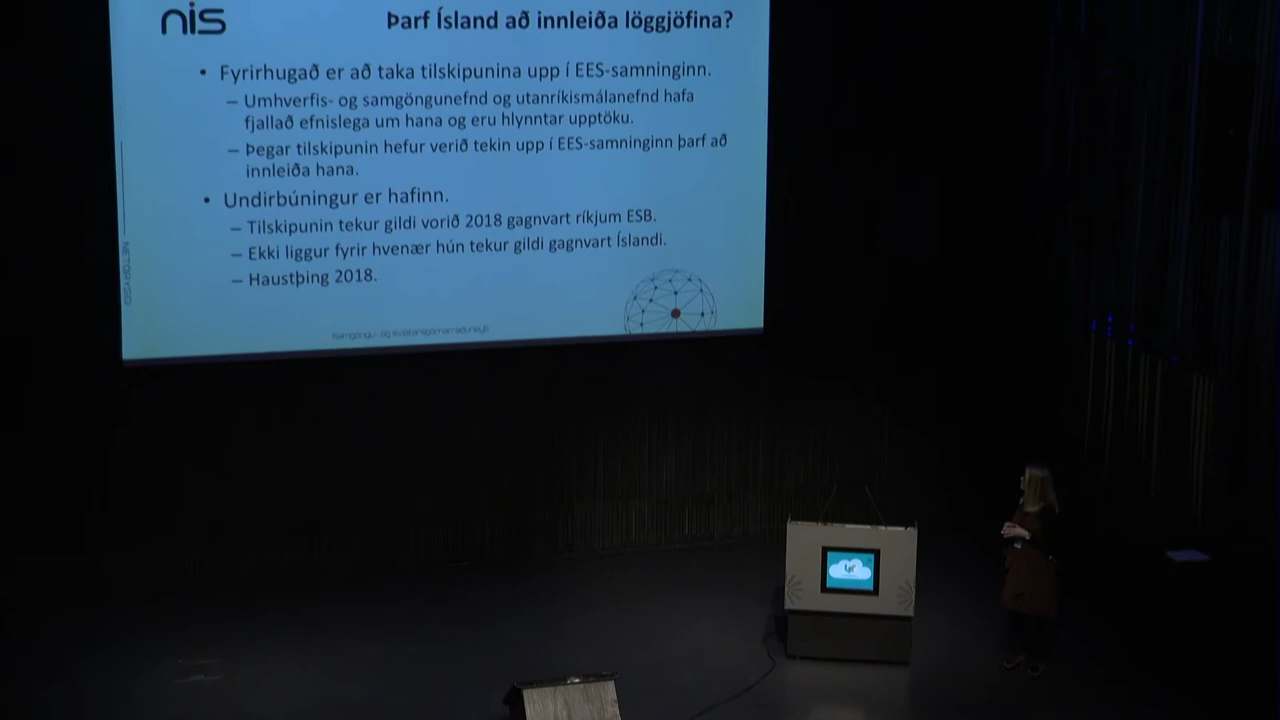 nis
Þarf Ísland að innleiða löggjöfina?
• Fyrirhugað er að taka tilskipunina upp í EES-samninginn.
– Umhverfis- og samgöngunefnd og utanríkismálanefnd hafa
fjallað efnislega um hana og eru hlynntar upptöku.
– Þegar tilskipunin hefur verið tekin upp í EES-samninginn þarf að
innleiða hana.
• Undirbúningur er hafinn.
– Tilskipunin tekur gildi vorið 2018 gagnvart ríkjum ESB.
– Ekki liggur fyrir hvenær hún tekur gildi gagnvart Íslandi.
– Haustþing 2018.